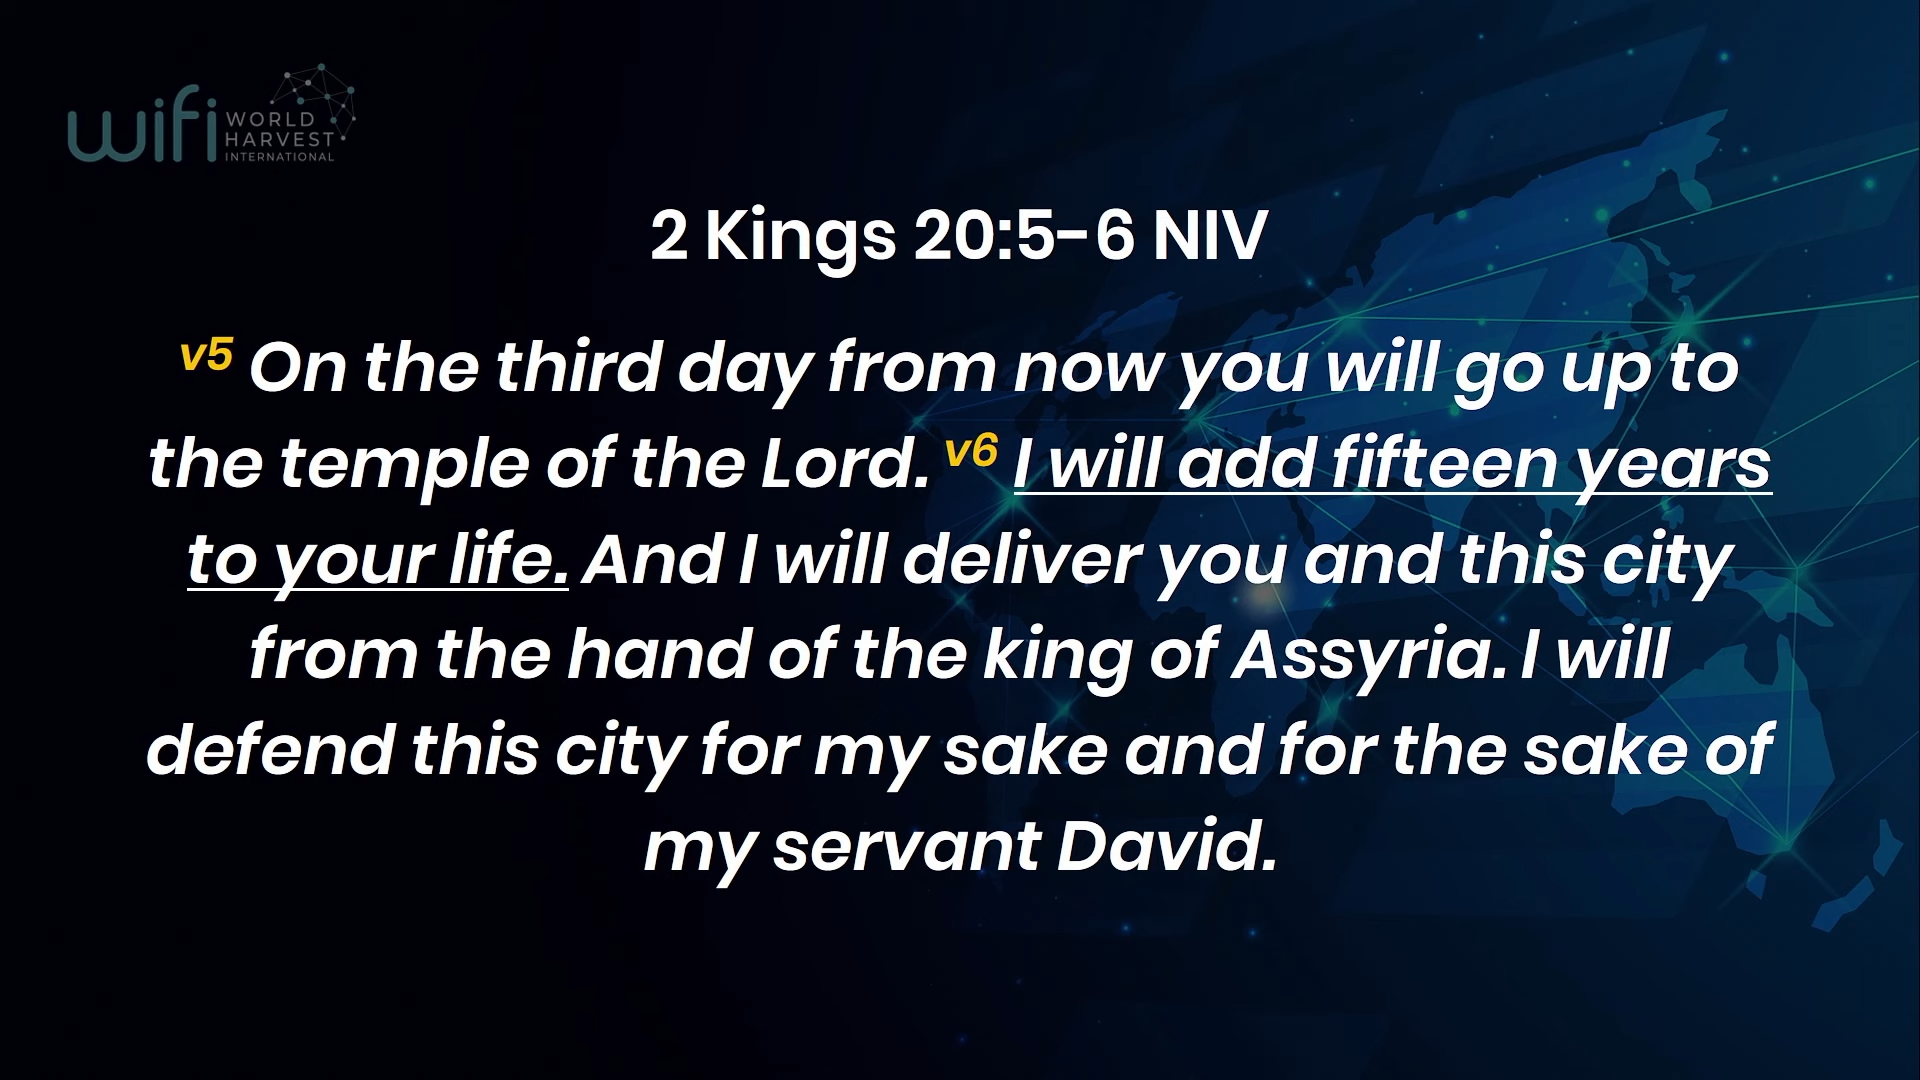 wifi
WORLD
HARVEST
INTERNATIONAL
2 Kings 20:5-6 NIV
v5 On the third day from now you will go up to
the temple of the Lord. v6 I will add fifteen years
to your life. And I will deliver you and this city
from the hand of the king of Assyria. I will
defend this city for my sake and for the sake of
my servant David.